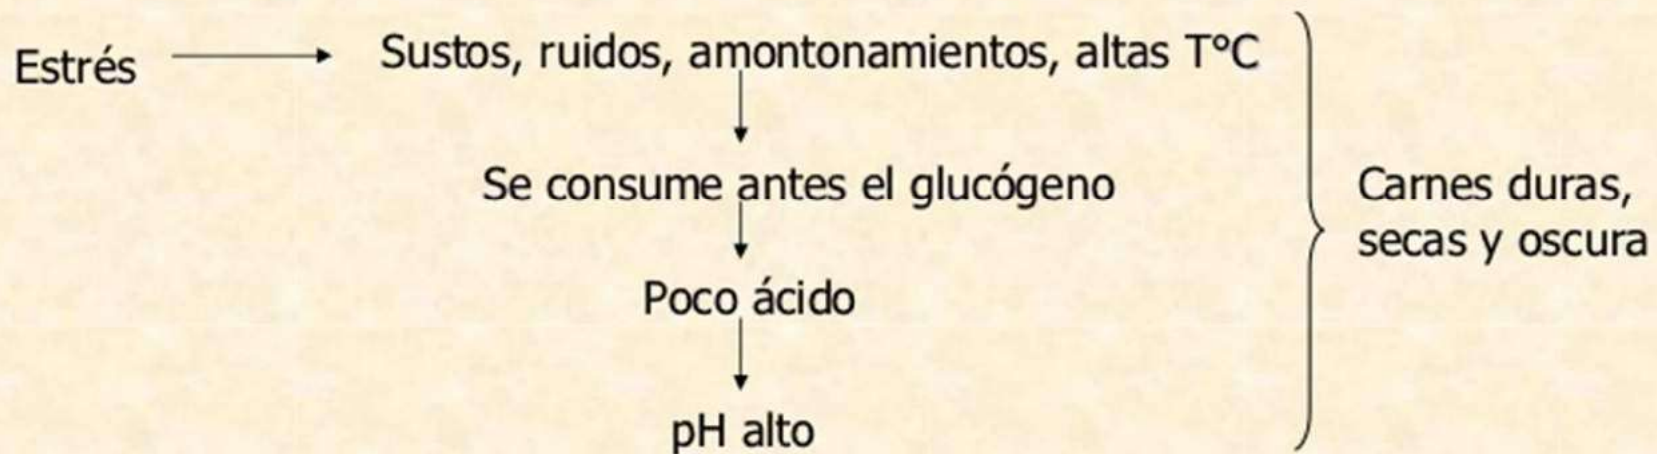 Estrés
Sustos, ruidos, amontonamientos, altas T°C
Se consume antes el glucógeno
Poco ácido
pH alto
Carnes duras,
secas y oscura